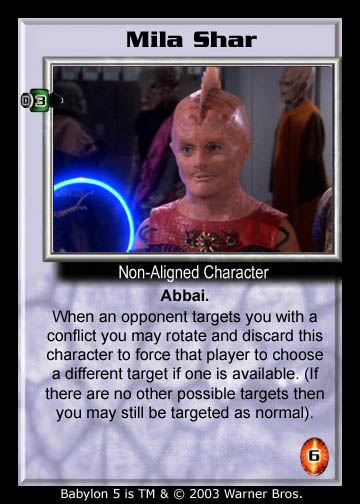 Mila Shar
3
Non-Aligned Character
Abbai.
When an opponent targets you with a
conflict you may rotate and discard this
character to force that player to choose
a different target if one is available. (If
there are no other possible targets then
you may still be targeted as normal).
6
Babylon 5 is TM & © 2003 Warner Bros.